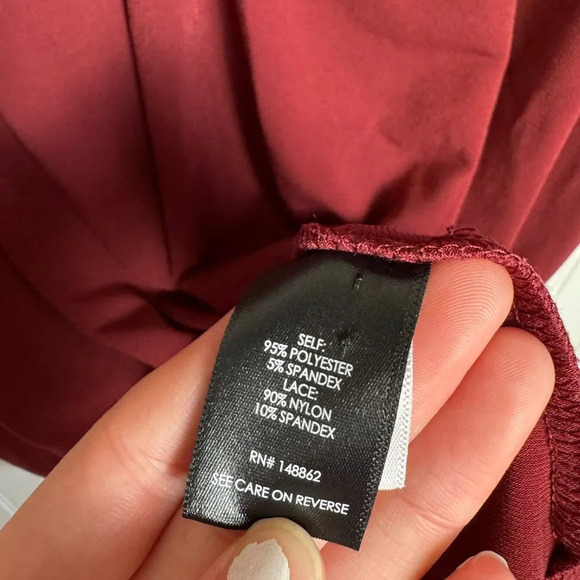 SELF:
95% POLYESTER
5% SPANDEX
LACE:
90% NYLON
10% SPANDEX
RN# 148862
SEE CARE ON REVERSE